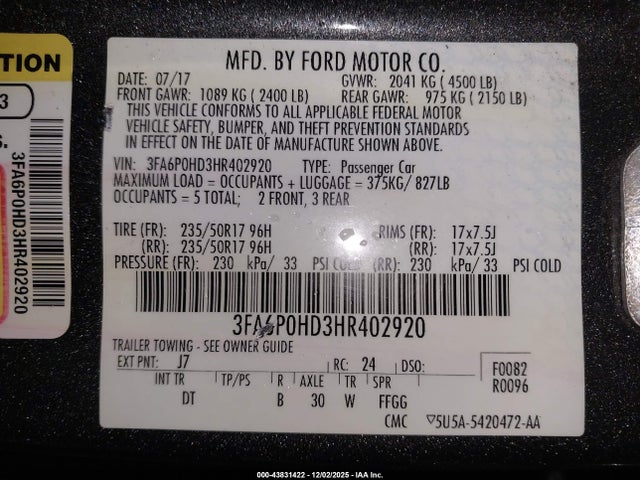 MFD. BY FORD MOTOR CO.
DATE: 07/17 GVWR: 2041 KG ( 4500 LB)
FRONT GAWR: 1089 KG ( 2400 LB) REAR GAWR: 975 KG ( 2150 LB)
THIS VEHICLE CONFORMS TO ALL APPLICABLE FEDERAL MOTOR
VEHICLE SAFETY, BUMPER, AND THEFT PREVENTION STANDARDS
IN EFFECT ON THE DATE OF MANUFACTURE SHOWN ABOVE.
VIN: 3FA6P0HD3HR402920 TYPE: Passenger Car
MAXIMUM LOAD = OCCUPANTS + LUGGAGE = 375KG/ 827LB
OCCUPANTS = 5 TOTAL; 2 FRONT, 3 REAR
TIRE (FR): 235/50R17 96H RIMS (FR): 17x7.5J
(RR): 235/50R17 96H (RR): 17x7.5J
PRESSURE (FR): 230 kPa/ 33 PSI COLD (RR): 230 kPa/ 33 PSI COLD
3FA6P0HD3HR402920
TRAILER TOWING - SEE OWNER GUIDE
EXT PNT: J7 RC: 24 DSO: F0082
R0096
INT TR TP/PS R AXLE TR SPR
DT B 30 W FFGG
CMC 5U5A-5420472-AA
TION
3
S.
3FA6P0HD3HR402920
000-43831422 - 12/02/2025 - IAA Inc.